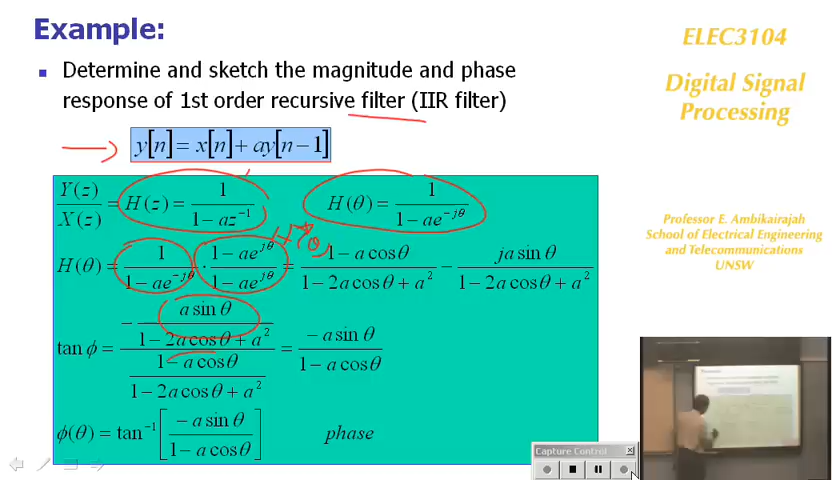 Example:
ELEC3104
Digital Signal
Processing
Determine and sketch the magnitude and phase
response of 1st order recursive filter (IIR filter)
y[n] = x[n] + ay[n − 1]
Y(z)/X(z) = H(z) = 1/(1 − az⁻¹)    H(θ) = 1/(1 − ae^(−jθ))
H(θ) = 1/(1 − ae^(−jθ)) · (1 − ae^(jθ))/(1 − ae^(jθ)) = (1 − a cos θ)/(1 − 2a cos θ + a²) − (ja sin θ)/(1 − 2a cos θ + a²)
tan φ = [−(a sin θ)/(1 − 2a cos θ + a²)]/[(1 − a cos θ)/(1 − 2a cos θ + a²)] = (−a sin θ)/(1 − a cos θ)
φ(θ) = tan⁻¹[(−a sin θ)/(1 − a cos θ)]    phase
Professor E. Ambikairajah
School of Electrical Engineering
and Telecommunications
UNSW
Capture Control